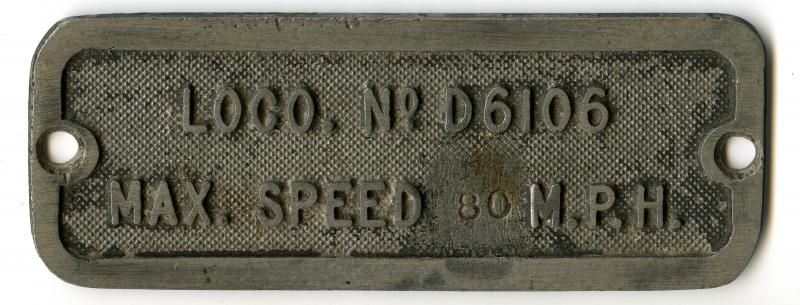 LOCO. Nº D6106
MAX. SPEED 80 M.P.H.